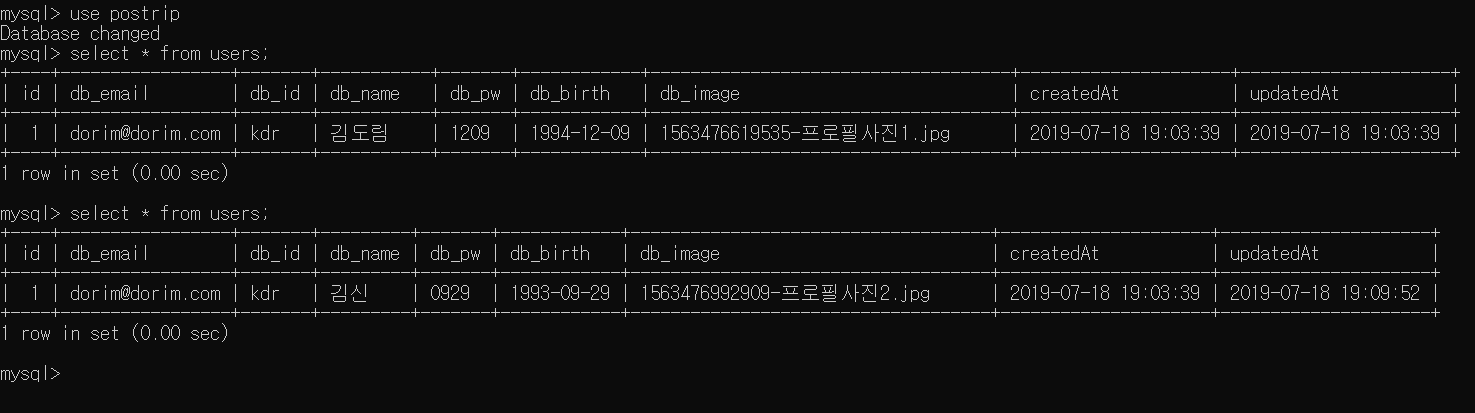 mysql> use postrip
Database changed
mysql> select * from users;
+----+------------------+-------+-----------+-------+------------+------------------------------------+---------------------+---------------------+
| id | db_email | db_id | db_name | db_pw | db_birth | db_image | createdAt | updatedAt |
+----+------------------+-------+-----------+-------+------------+------------------------------------+---------------------+---------------------+
| 1 | dorim@dorim.com | kdr | 김도림 | 1209 | 1994-12-09 | 1563476619535-프로필사진1.jpg | 2019-07-18 19:03:39 | 2019-07-18 19:03:39 |
+----+------------------+-------+-----------+-------+------------+------------------------------------+---------------------+---------------------+
1 row in set (0.00 sec)
mysql> select * from users;
+----+------------------+-------+---------+-------+------------+------------------------------------+---------------------+---------------------+
| id | db_email | db_id | db_name | db_pw | db_birth | db_image | createdAt | updatedAt |
+----+------------------+-------+---------+-------+------------+------------------------------------+---------------------+---------------------+
| 1 | dorim@dorim.com | kdr | 김신 | 0929 | 1993-09-29 | 1563476992909-프로필사진2.jpg | 2019-07-18 19:03:39 | 2019-07-18 19:09:52 |
+----+------------------+-------+---------+-------+------------+------------------------------------+---------------------+---------------------+
1 row in set (0.00 sec)
mysql>